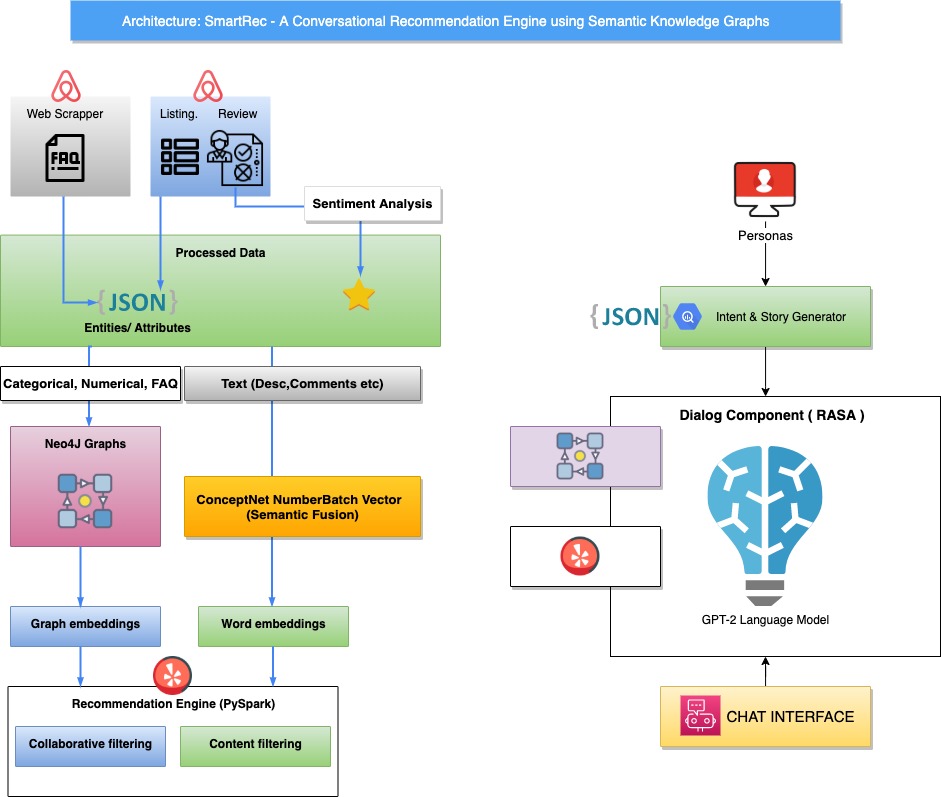 Architecture: SmartRec - A Conversational Recommendation Engine using Semantic Knowledge Graphs
Web Scrapper
FAQ
Listing.
Review
Sentiment Analysis
Processed Data
{JSON}
Entities/ Attributes
Categorical, Numerical, FAQ
Text (Desc,Comments etc)
Neo4J Graphs
ConceptNet NumberBatch Vector
(Semantic Fusion)
Graph embeddings
Word embeddings
Recommendation Engine (PySpark)
Collaborative filtering
Content filtering
Personas
{JSON}
Intent & Story Generator
Dialog Component ( RASA )
GPT-2 Language Model
CHAT INTERFACE